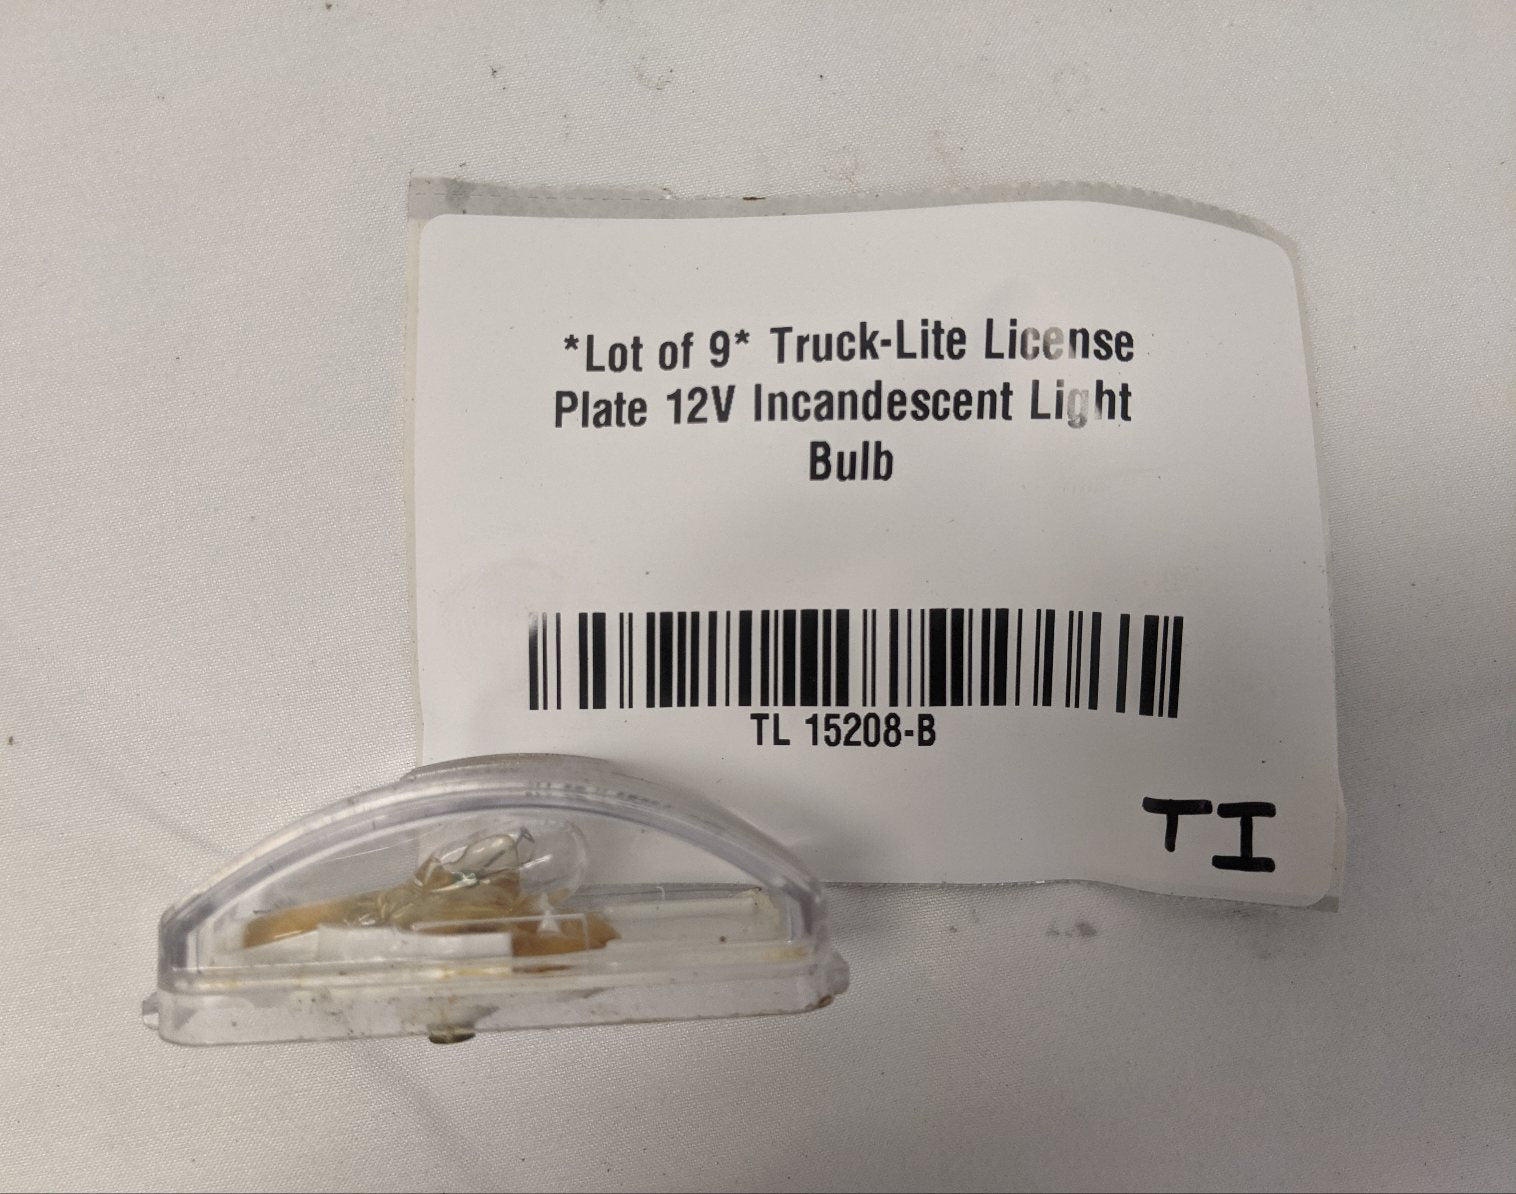 *Lot of 9* Truck-Lite License
Plate 12V Incandescent Light
Bulb
TL 15208-B
TI